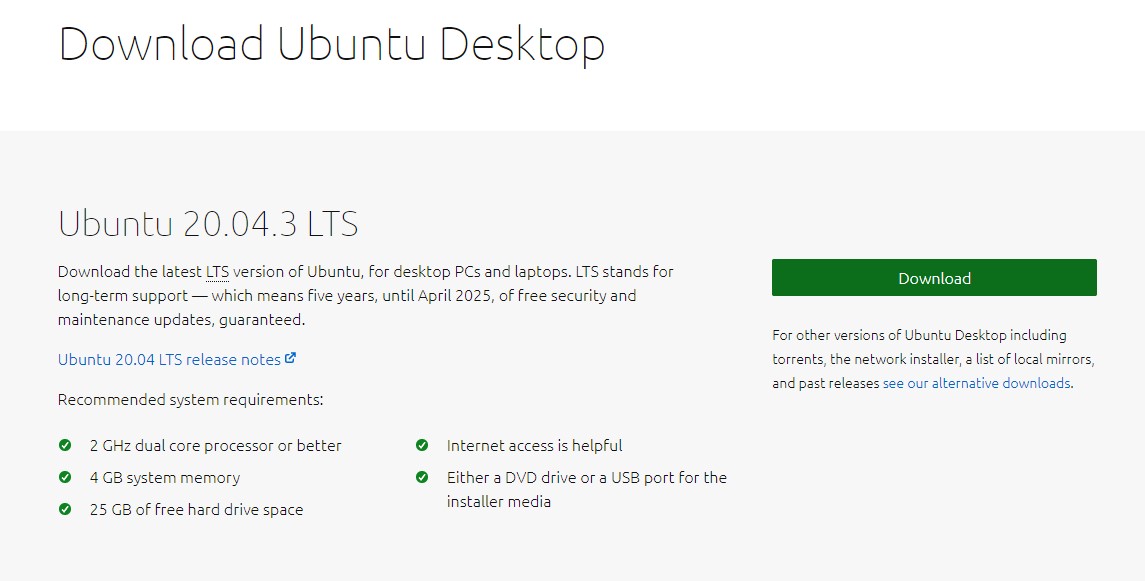 Download Ubuntu Desktop
Ubuntu 20.04.3 LTS
Download the latest LTS version of Ubuntu, for desktop PCs and laptops. LTS stands for
long-term support — which means five years, until April 2025, of free security and
maintenance updates, guaranteed.
Ubuntu 20.04 LTS release notes
Recommended system requirements:
2 GHz dual core processor or better
4 GB system memory
25 GB of free hard drive space
Internet access is helpful
Either a DVD drive or a USB port for the
installer media
Download
For other versions of Ubuntu Desktop including
torrents, the network installer, a list of local mirrors,
and past releases see our alternative downloads.